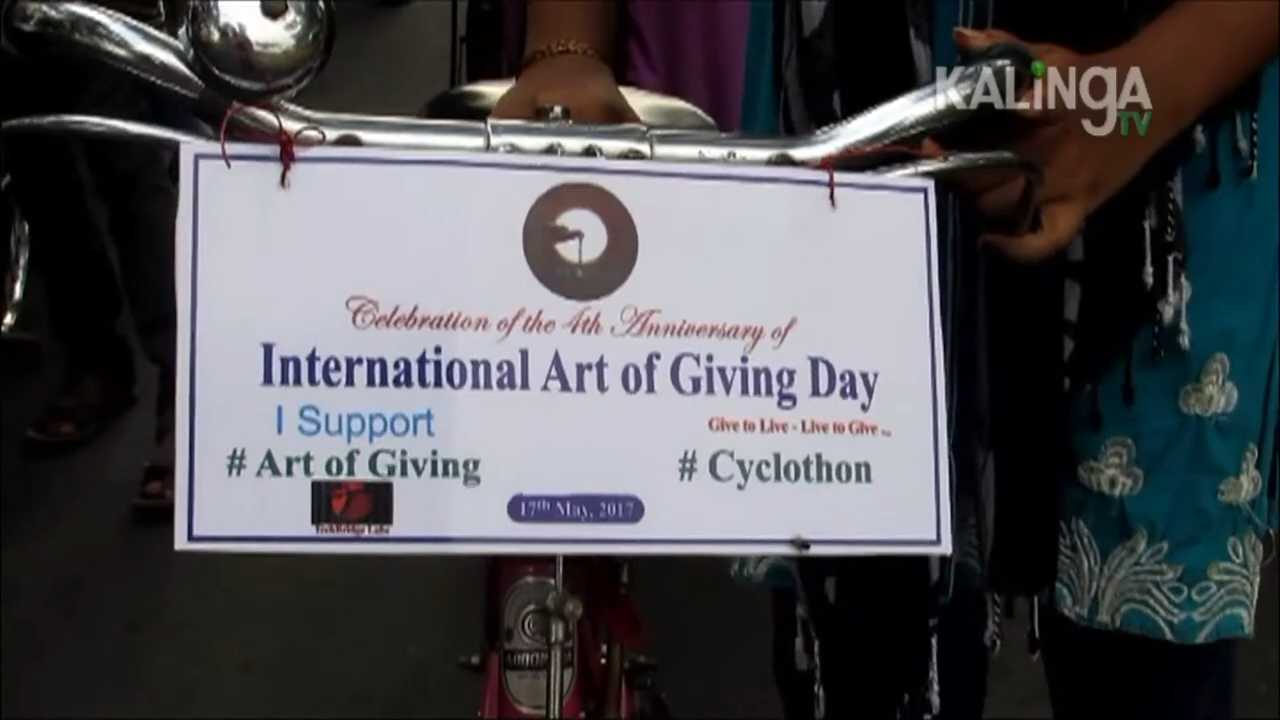 KALINGA
TV
Celebration of the 4th Anniversary of
International Art of Giving Day
I Support
Give to Live - Live to Give
# Art of Giving
# Cyclothon
17th May, 2017